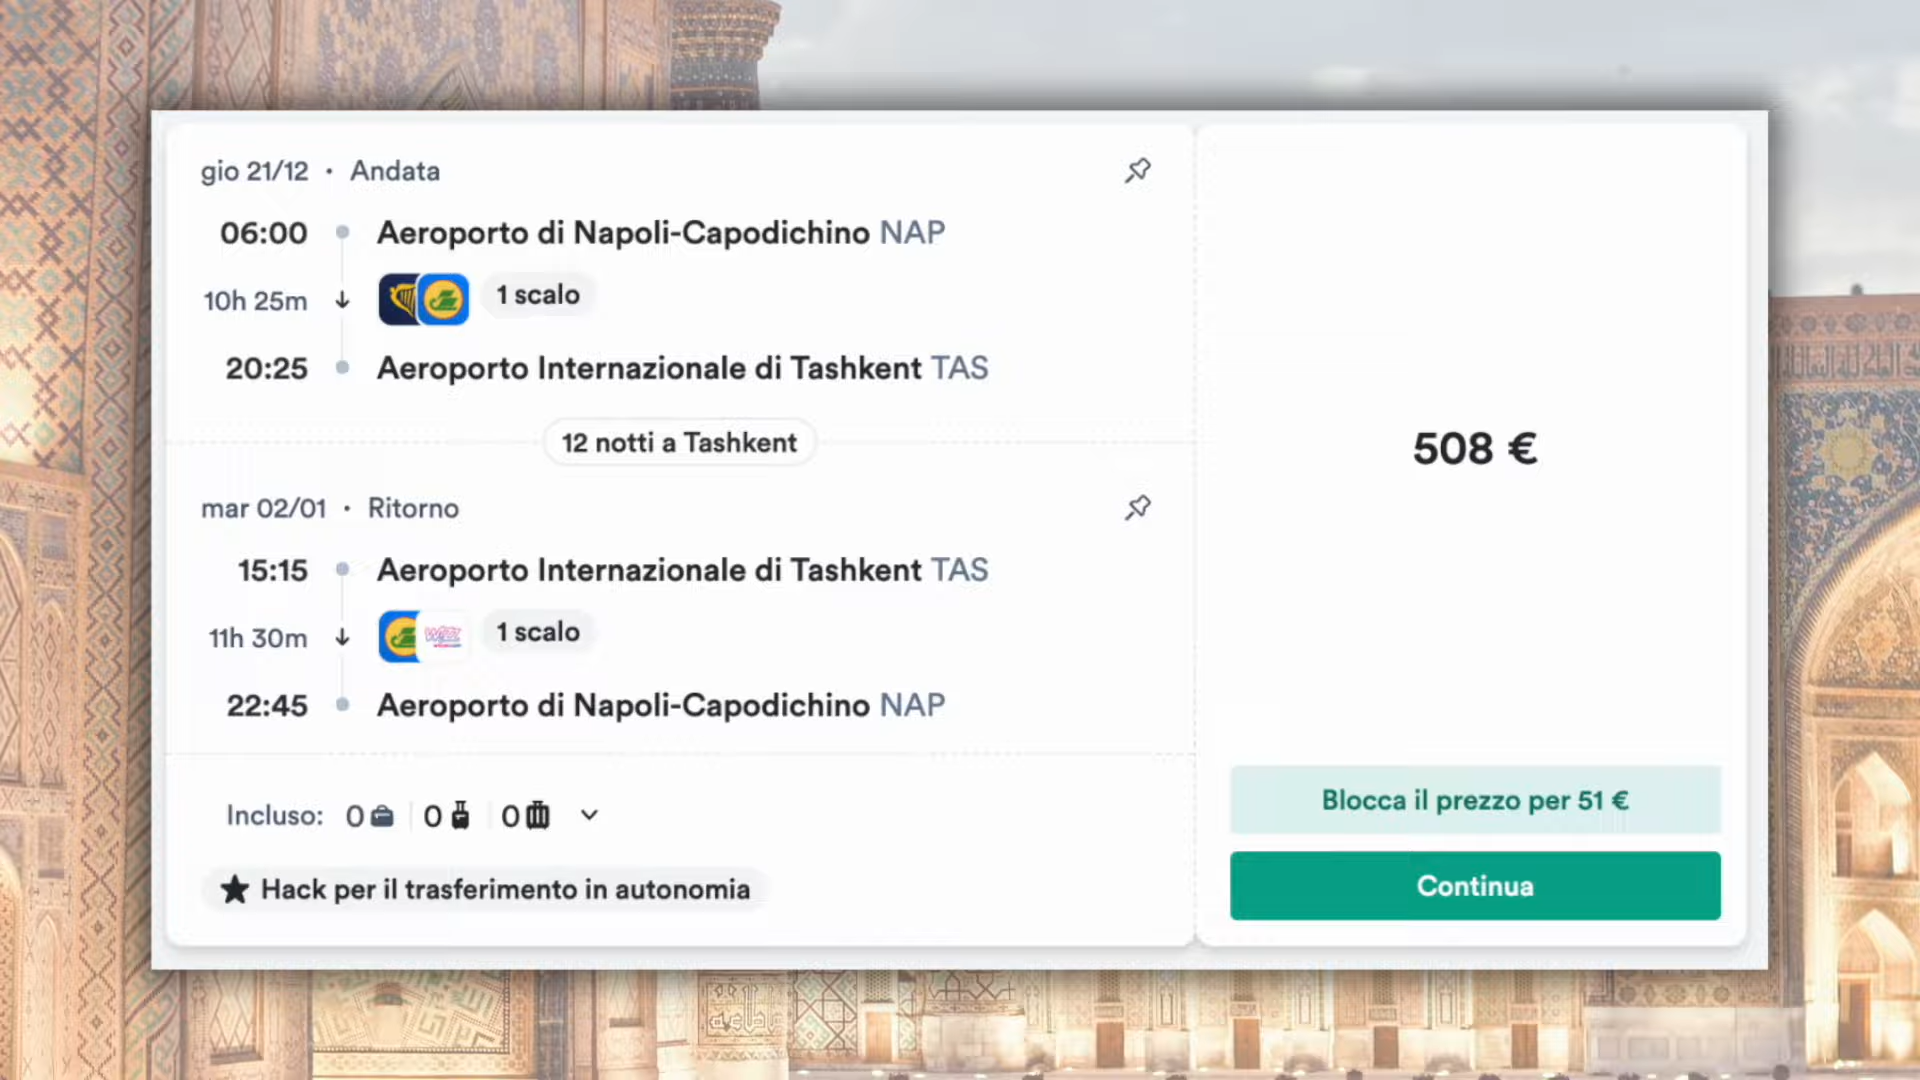 gio 21/12 • Andata
06:00 Aeroporto di Napoli-Capodichino NAP
10h 25m 1 scalo
20:25 Aeroporto Internazionale di Tashkent TAS
12 notti a Tashkent
mar 02/01 • Ritorno
15:15 Aeroporto Internazionale di Tashkent TAS
11h 30m 1 scalo
22:45 Aeroporto di Napoli-Capodichino NAP
Incluso: 0 0 0
Hack per il trasferimento in autonomia
508 €
Blocca il prezzo per 51 €
Continua